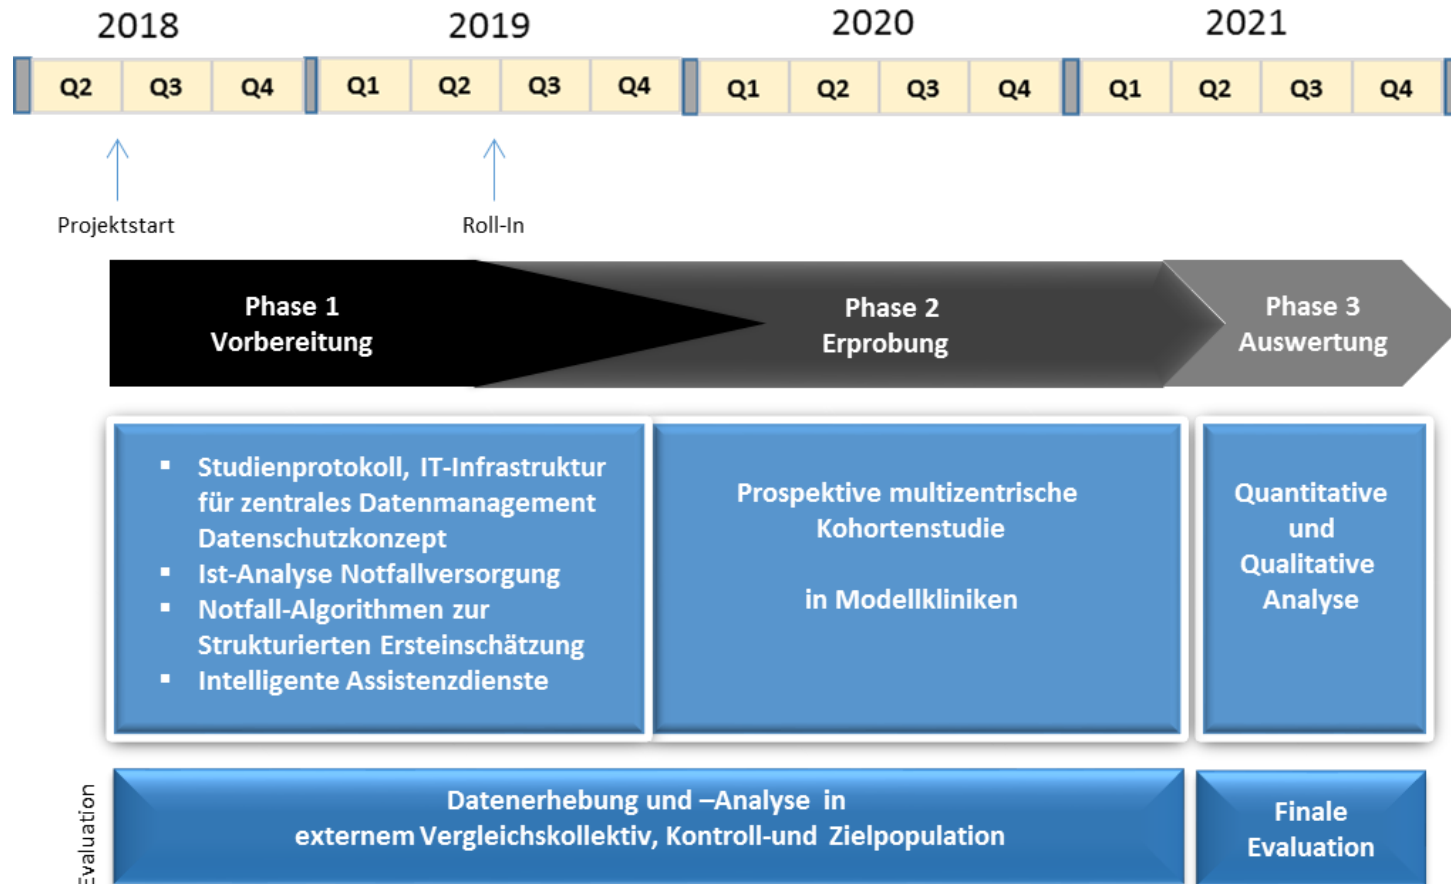 2018 2019 2020 2021
Q2 Q3 Q4 Q1 Q2 Q3 Q4 Q1 Q2 Q3 Q4 Q1 Q2 Q3 Q4
Projektstart
Roll-In
Phase 1
Vorbereitung
Phase 2
Erprobung
Phase 3
Auswertung
▪ Studienprotokoll, IT-Infrastruktur
für zentrales Datenmanagement
Datenschutzkonzept
▪ Ist-Analyse Notfallversorgung
▪ Notfall-Algorithmen zur
Strukturierten Ersteinschätzung
▪ Intelligente Assistenzdienste
Prospektive multizentrische
Kohortenstudie
in Modellkliniken
Quantitative
und
Qualitative
Analyse
Evaluation
Datenerhebung und –Analyse in
externem Vergleichskollektiv, Kontroll-und Zielpopulation
Finale
Evaluation